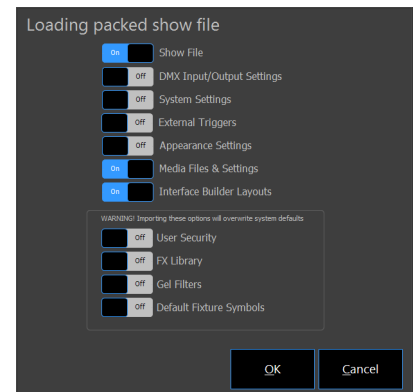 Loading packed show file
On Show File
Off DMX Input/Output Settings
Off System Settings
Off External Triggers
Off Appearance Settings
On Media Files & Settings
On Interface Builder Layouts
WARNING! Importing these options will overwrite system defaults
Off User Security
Off FX Library
Off Gel Filters
Off Default Fixture Symbols
OK Cancel